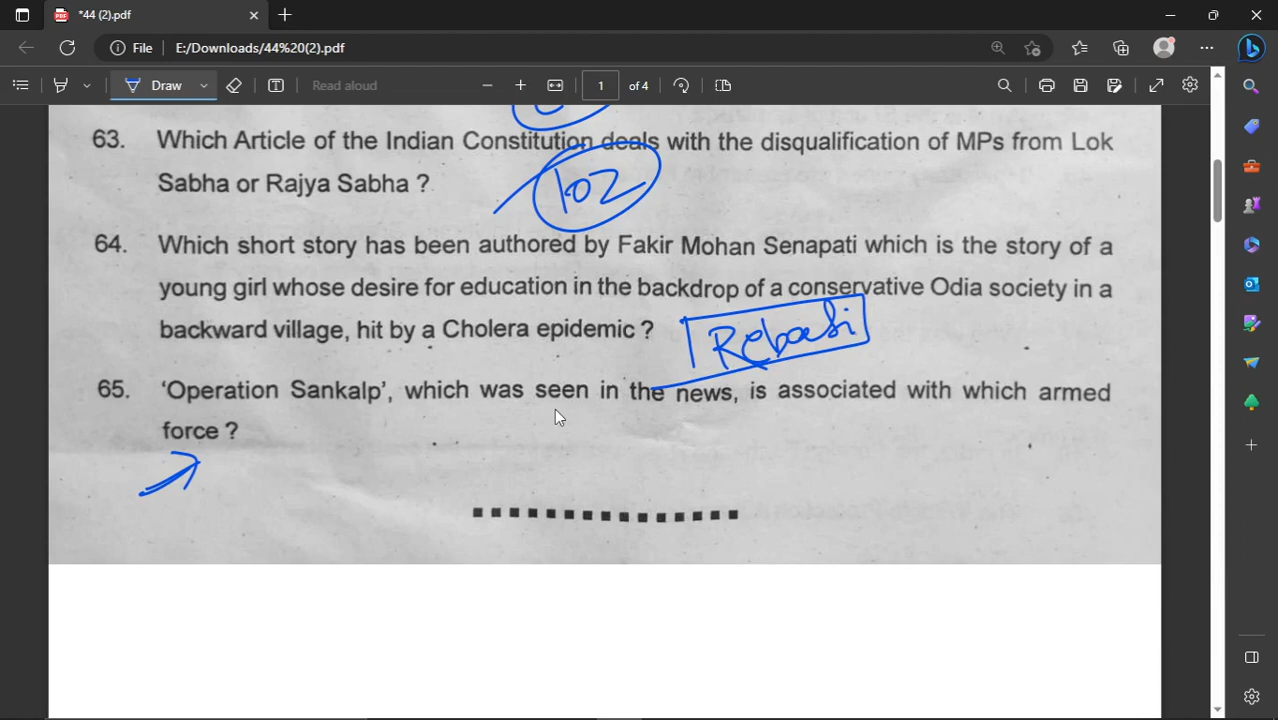 *44 (2).pdf
File E:/Downloads/44%20(2).pdf
Draw Read aloud 1 of 4
63. Which Article of the Indian Constitution deals with the disqualification of MPs from Lok
Sabha or Rajya Sabha ?
102
64. Which short story has been authored by Fakir Mohan Senapati which is the story of a
young girl whose desire for education in the backdrop of a conservative Odia society in a
backward village, hit by a Cholera epidemic ?
Rebati
65. ‘Operation Sankalp’, which was seen in the news, is associated with which armed
force ?